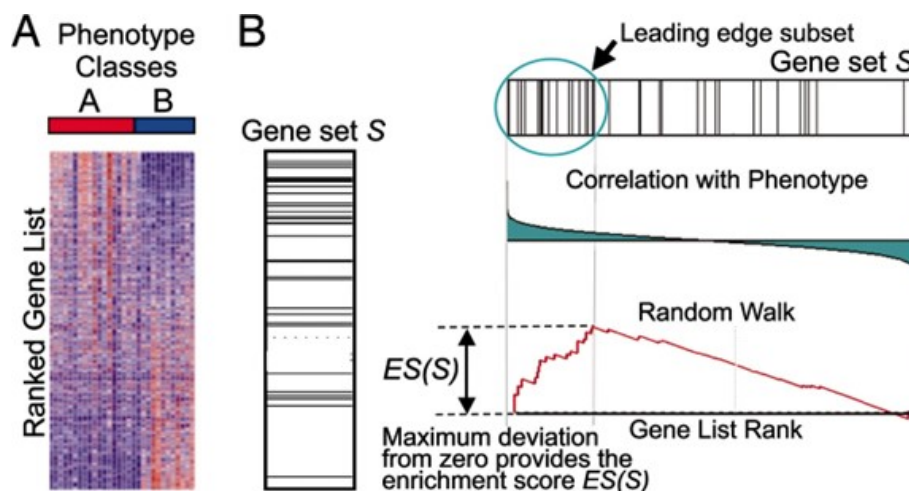 A
Phenotype
Classes
A B
Ranked Gene List
B
Gene set S
Leading edge subset
Gene set S
Correlation with Phenotype
Random Walk
ES(S)
Gene List Rank
Maximum deviation
from zero provides the
enrichment score ES(S)